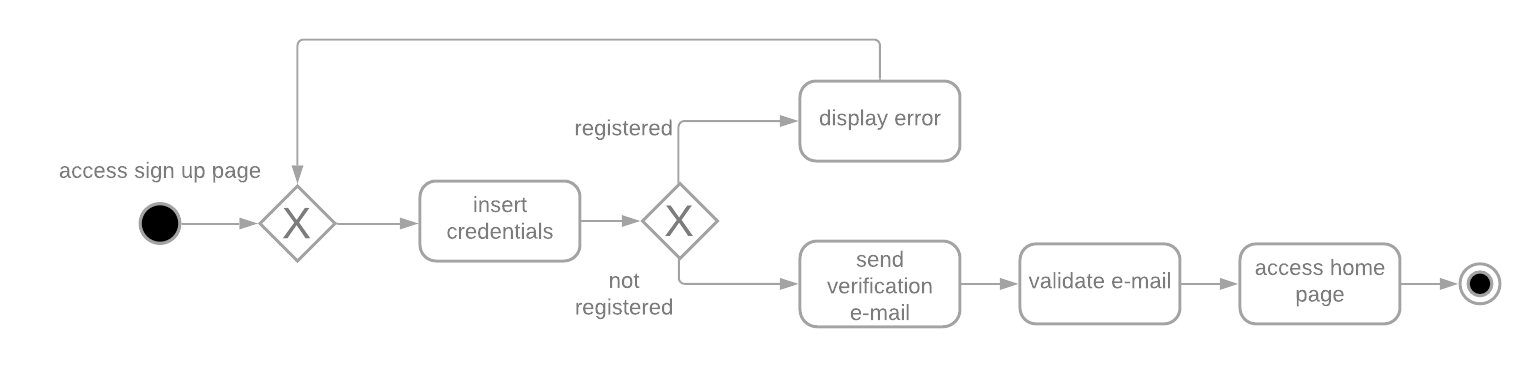 access sign up page
X
insert
credentials
X
registered
display error
not
registered
send
verification
e-mail
validate e-mail
access home
page